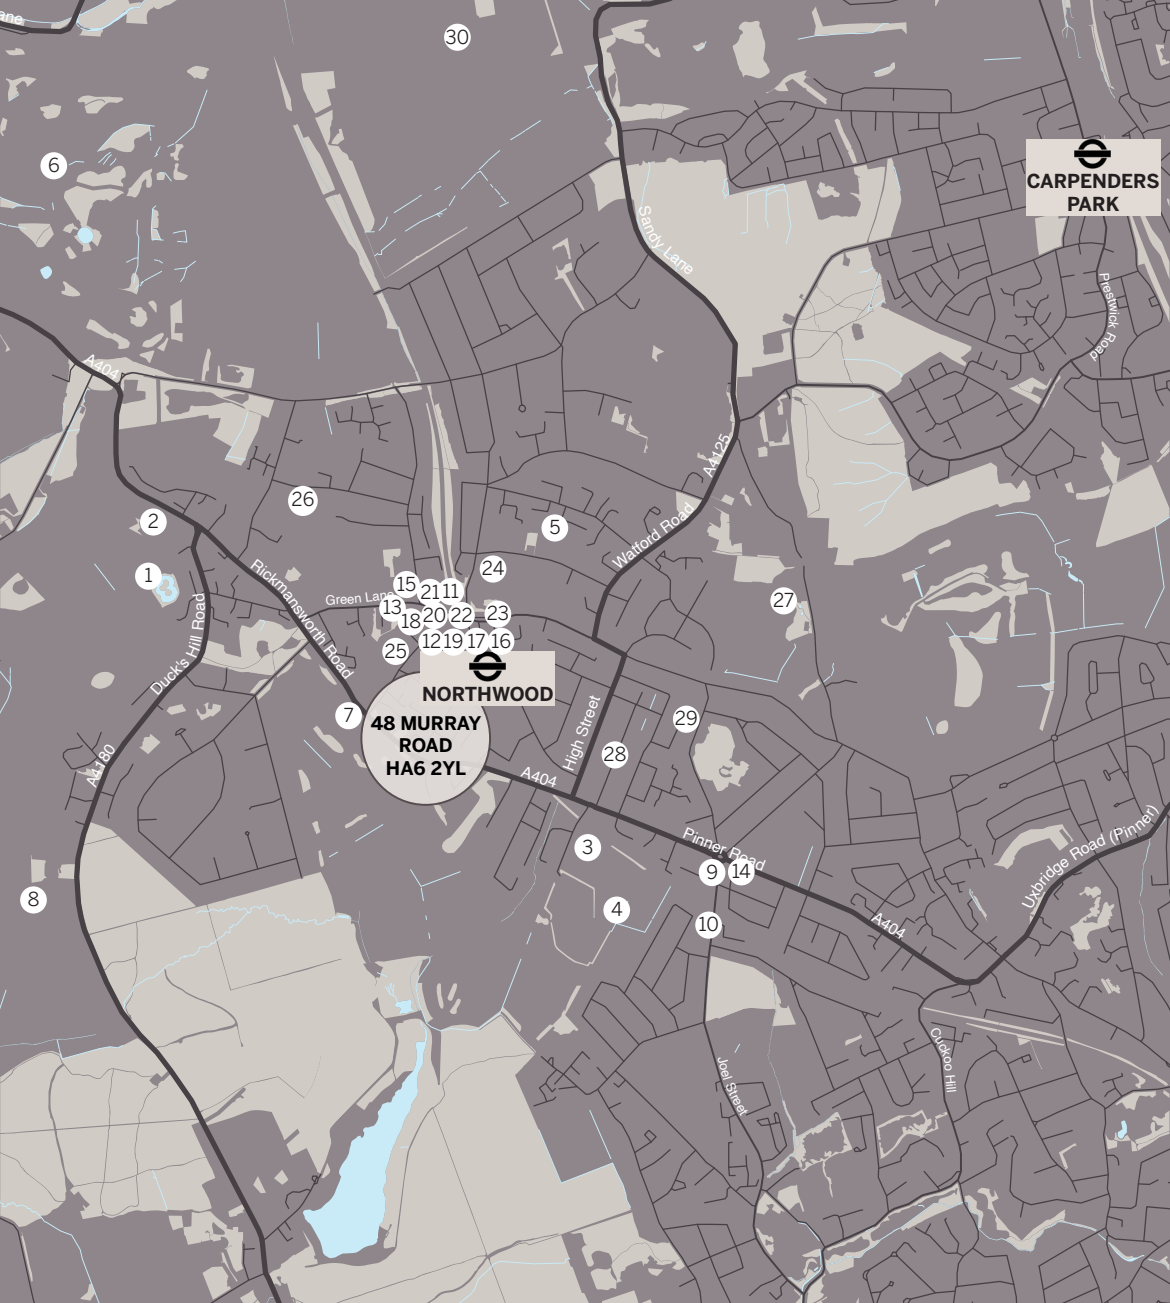 ane
30
CARPENDERS
PARK
6
Sandy Lane
Prestwick Road
A404
A4125
26
2
5
Watford Road
1
Rickmansworth Road
24
15
21
11
Green Lane
13
18
20
22
23
27
12
19
17
16
25
Duck's Hill Road
NORTHWOOD
7
48 MURRAY
ROAD
HA6 2YL
High Street
29
28
A4180
A404
3
Pinner Road
9
14
Uxbridge Road (Pinner)
8
4
10
A404
Cuckoo Hill
Joel Street